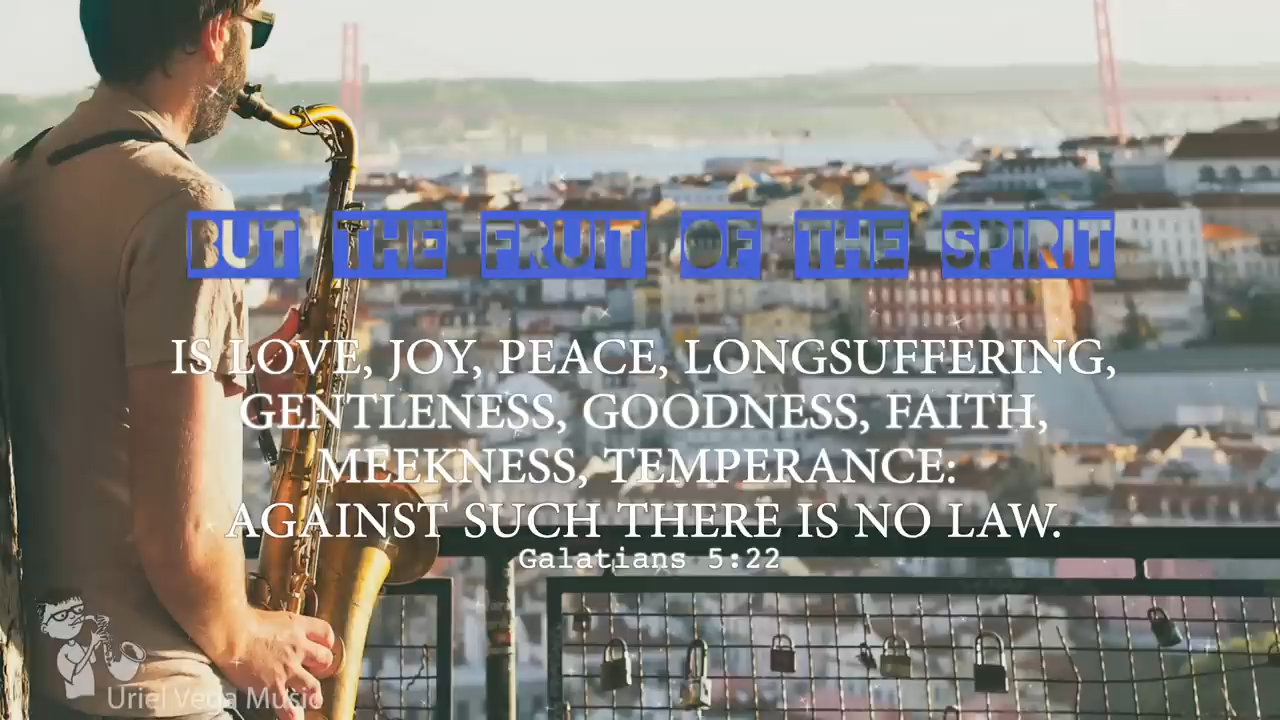 BUT THE FRUIT OF THE SPIRIT
IS LOVE, JOY, PEACE, LONGSUFFERING,
GENTLENESS, GOODNESS, FAITH,
MEEKNESS, TEMPERANCE:
AGAINST SUCH THERE IS NO LAW.
Galatians 5:22
Uriel Vega Music